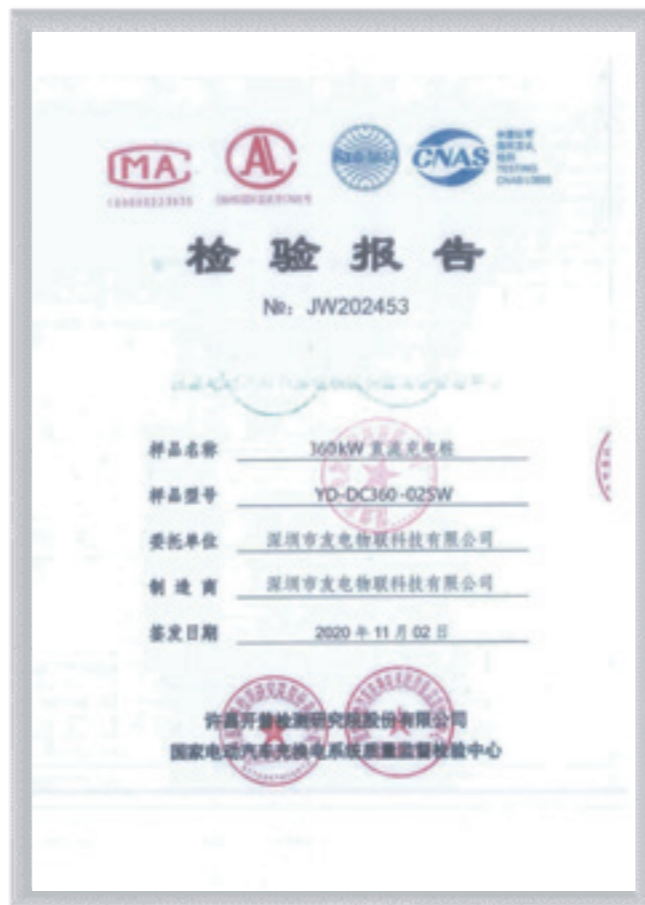 MA
AL
CNAS
TESTING
检验报告
№: JW202453
样品名称 360kW 直流充电桩
样品型号 YD-DC360-02SW
委托单位 深圳市友电物联科技有限公司
制造商 深圳市友电物联科技有限公司
签发日期 2020 年 11 月 02 日
许昌开普检测研究院股份有限公司
国家电动汽车充换电系统质量监督检验中心